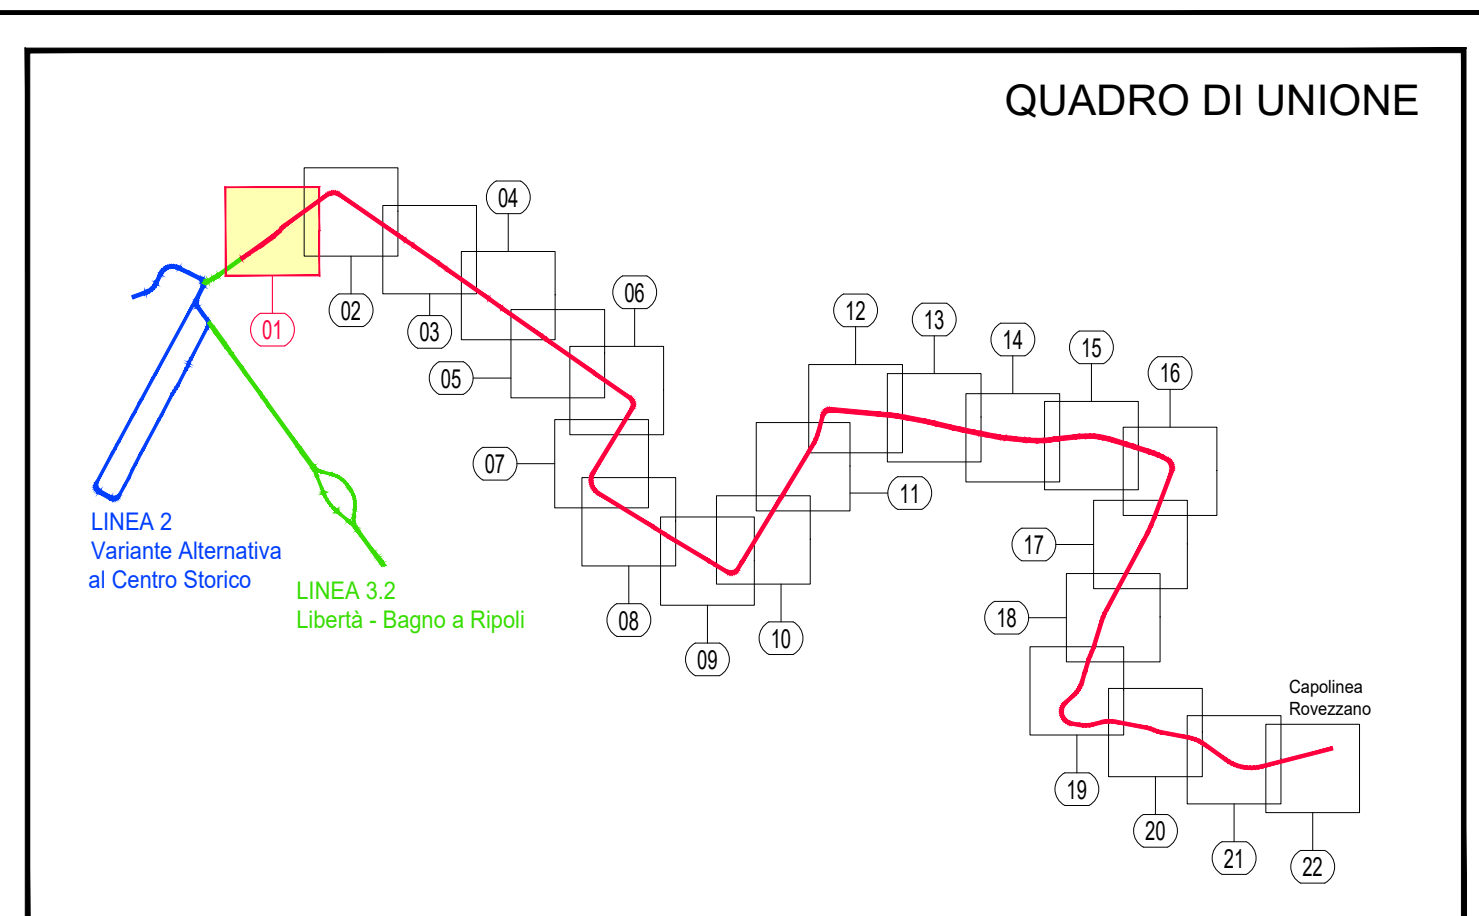 QUADRO DI UNIONE
04
06
12
02
01
03
13
14
15
16
05
07
11
17
18
08
10
09
LINEA 2
Variante Alternativa
al Centro Storico
LINEA 3.2
Libertà - Bagno a Ripoli
Capolinea
Rovezzano
19
20
21
22